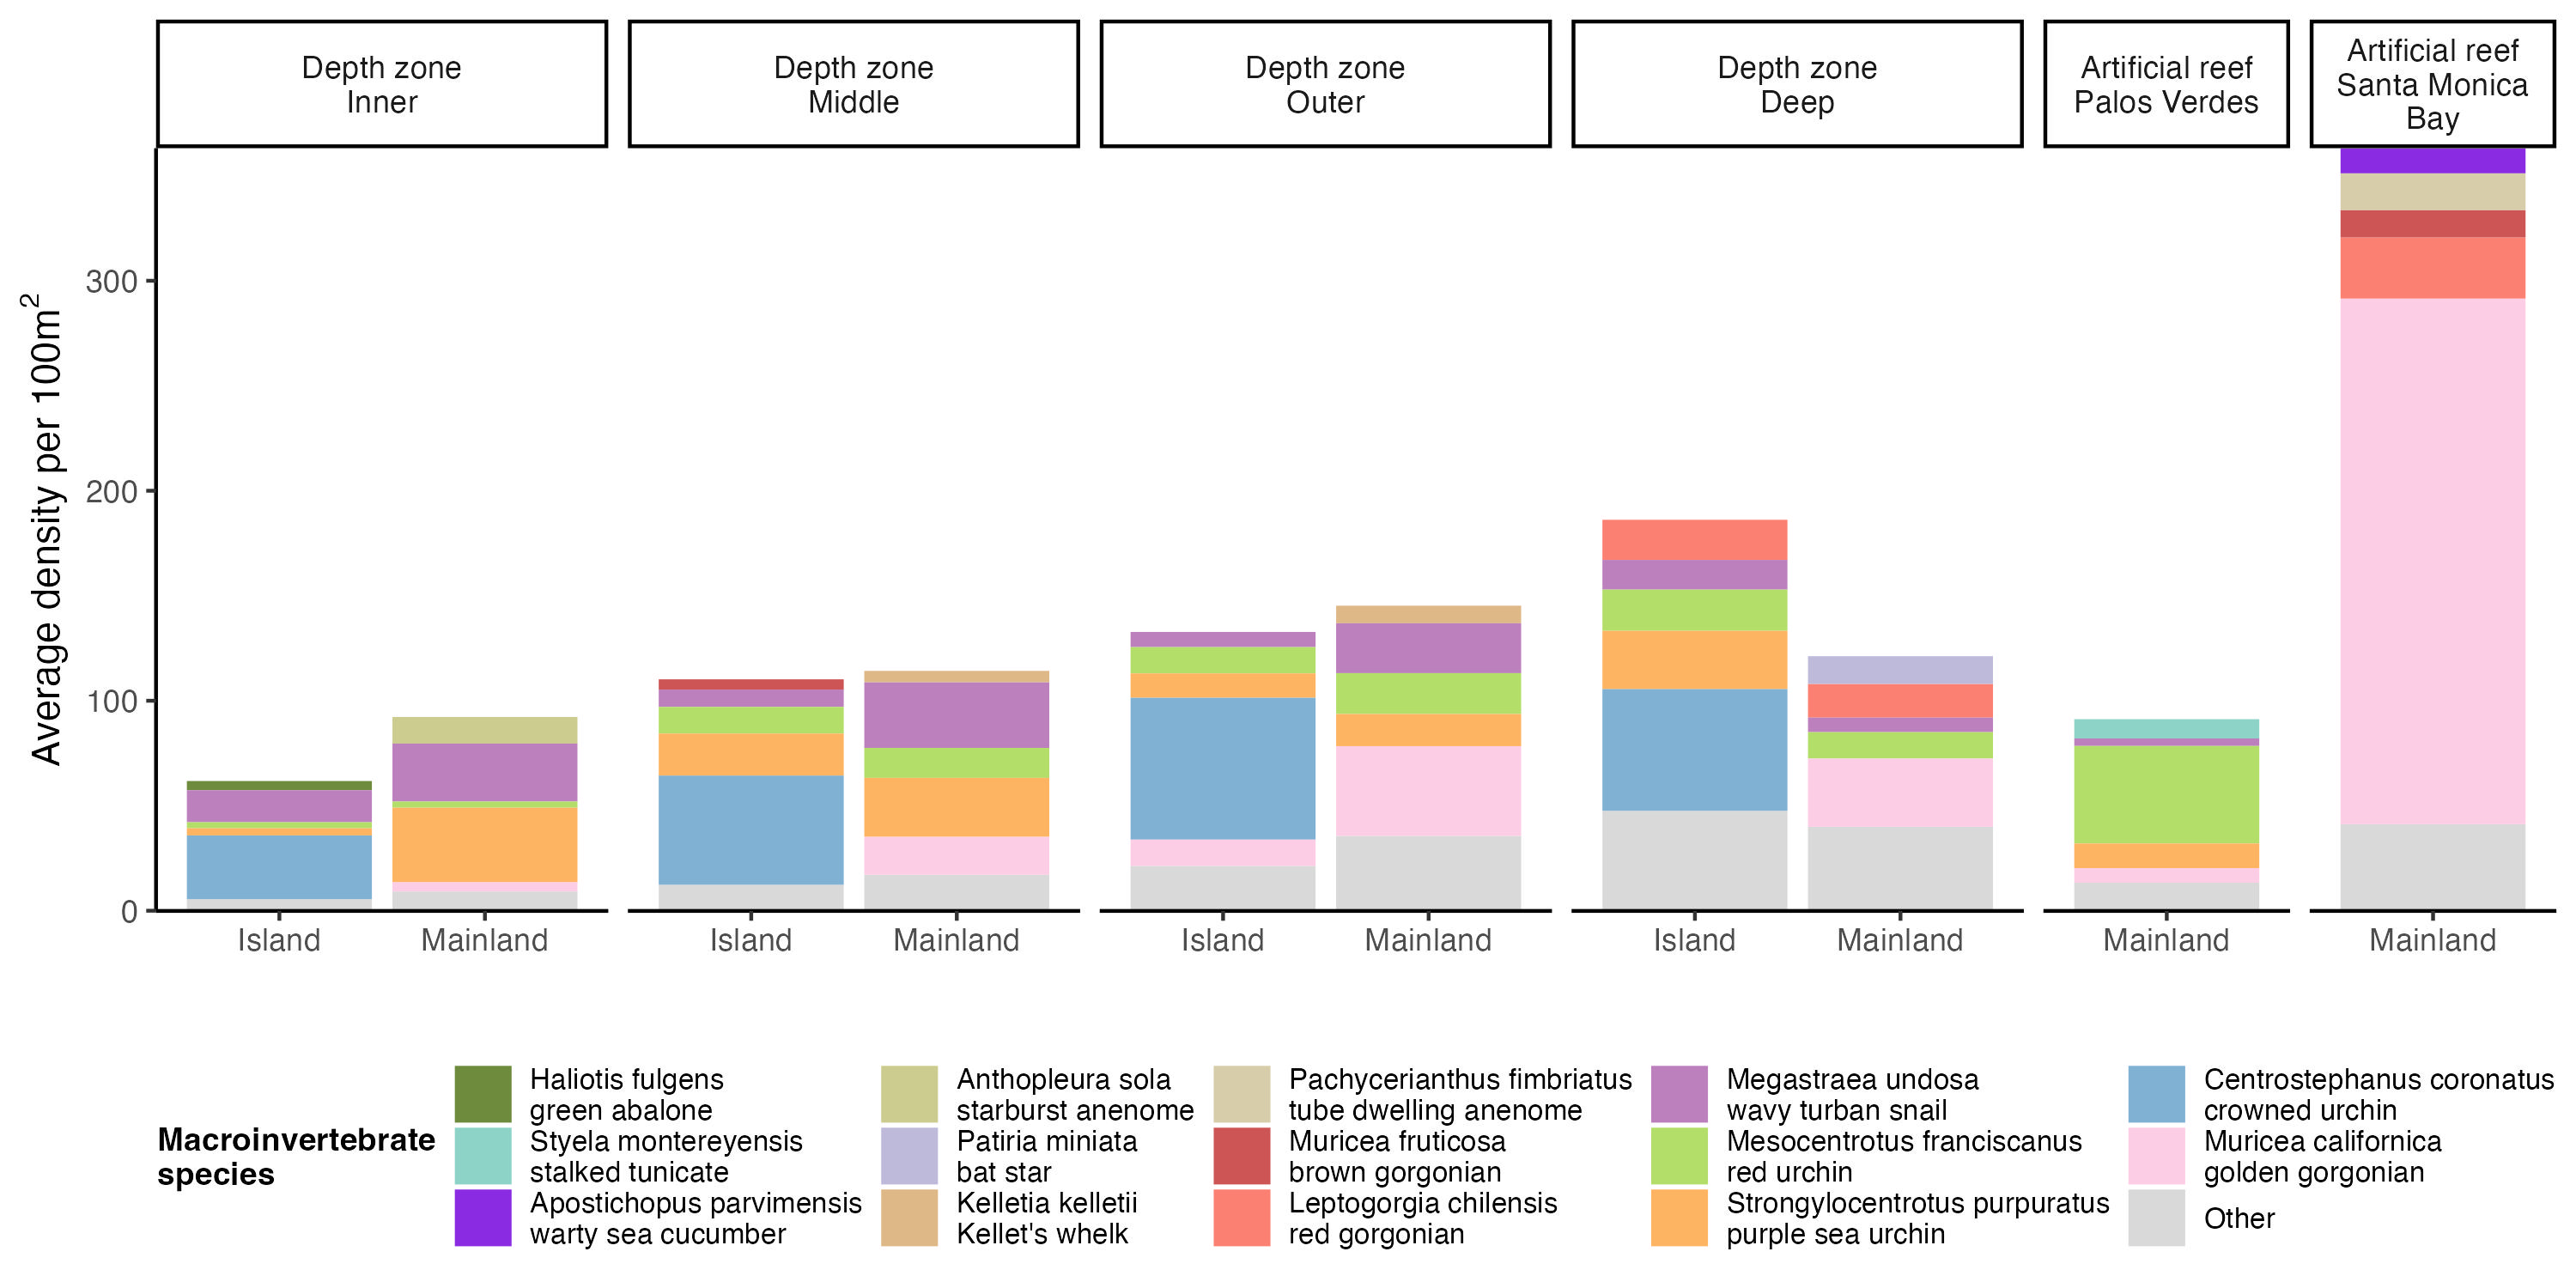 Depth zone
Inner
Depth zone
Middle
Depth zone
Outer
Depth zone
Deep
Artificial reef
Palos Verdes
Artificial reef
Santa Monica
Bay
Average density per 100m²
300
200
100
0
Island
Mainland
Island
Mainland
Island
Mainland
Island
Mainland
Mainland
Mainland
Macroinvertebrate
species
Haliotis fulgens
green abalone
Styela montereyensis
stalked tunicate
Apostichopus parvimensis
warty sea cucumber
Anthopleura sola
starburst anenome
Patiria miniata
bat star
Kelletia kelletii
Kellet's whelk
Pachycerianthus fimbriatus
tube dwelling anenome
Muricea fruticosa
brown gorgonian
Leptogorgia chilensis
red gorgonian
Megastraea undosa
wavy turban snail
Mesocentrotus franciscanus
red urchin
Strongylocentrotus purpuratus
purple sea urchin
Centrostephanus coronatus
crowned urchin
Muricea californica
golden gorgonian
Other